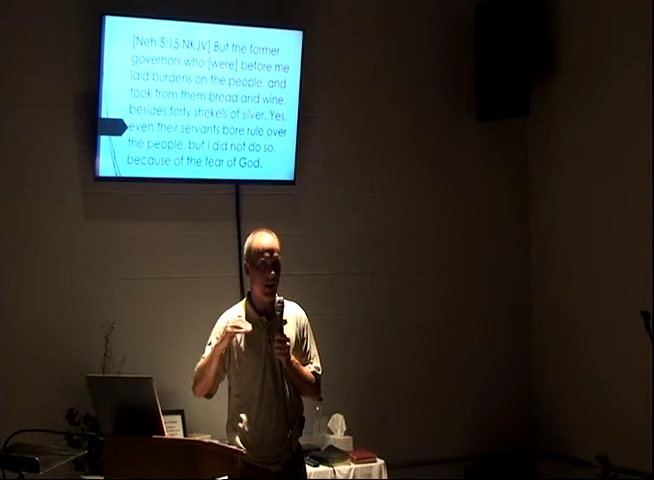 [Neh 5:15 NKJV] But the former
governors who [were] before me
laid burdens on the people, and
took from them bread and wine,
besides forty shekels of silver. Yes,
even their servants bore rule over
the people, but I did not do so,
because of the fear of God.